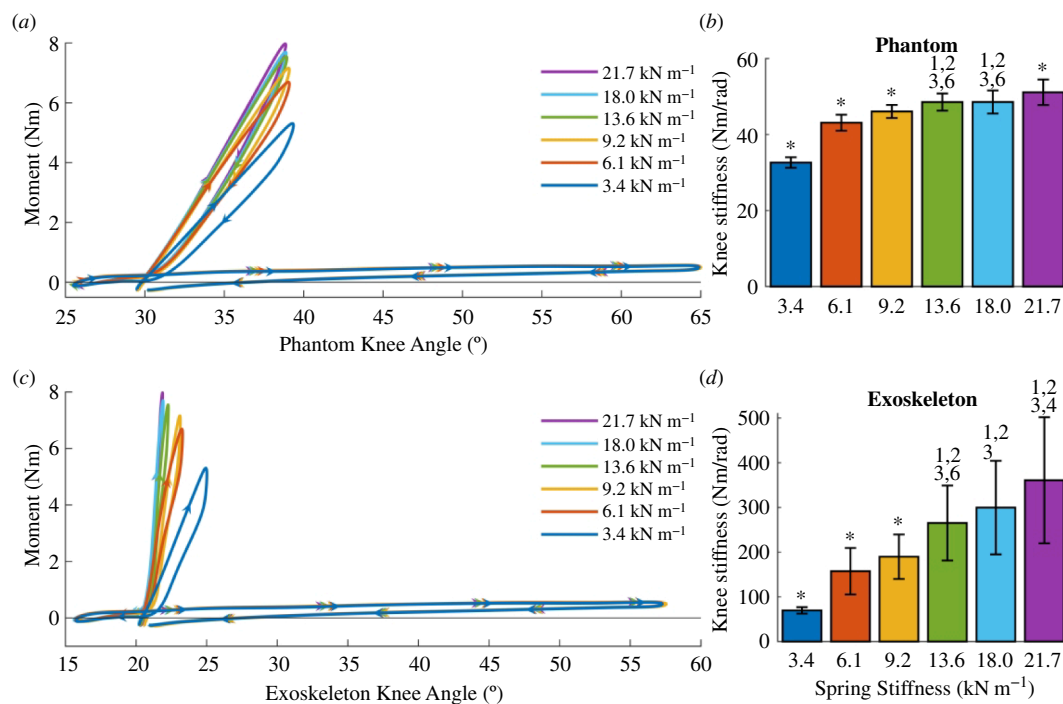 (a)
8
6
4
2
0
Moment (Nm)
21.7 kN m⁻¹
18.0 kN m⁻¹
13.6 kN m⁻¹
9.2 kN m⁻¹
6.1 kN m⁻¹
3.4 kN m⁻¹
25 30 35 40 45 50 55 60 65
Phantom Knee Angle (º)
(b)
Phantom
60
40
20
0
Knee stiffness (Nm/rad)
* * * 1,2 1,2 *
3,6 3,6
3.4 6.1 9.2 13.6 18.0 21.7
(c)
8
6
4
2
0
Moment (Nm)
21.7 kN m⁻¹
18.0 kN m⁻¹
13.6 kN m⁻¹
9.2 kN m⁻¹
6.1 kN m⁻¹
3.4 kN m⁻¹
15 20 25 30 35 40 45 50 55 60
Exoskeleton Knee Angle (º)
(d)
Exoskeleton
500
400
300
200
100
0
Knee stiffness (Nm/rad)
* * *
1,2
3,6
1,2
3
1,2
3,4
3.4 6.1 9.2 13.6 18.0 21.7
Spring Stiffness (kN m⁻¹)